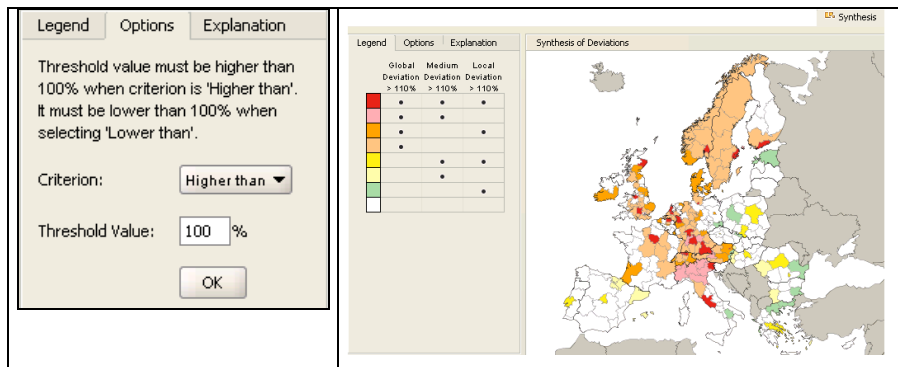 Legend Options Explanation
Threshold value must be higher than
100% when criterion is 'Higher than'.
It must be lower than 100% when
selecting 'Lower than'.
Criterion: Higher than
Threshold Value: 100 %
OK
Synthesis
Legend Options Explanation
Global Medium Local
Deviation Deviation Deviation
> 110% > 110% > 110%
Synthesis of Deviations